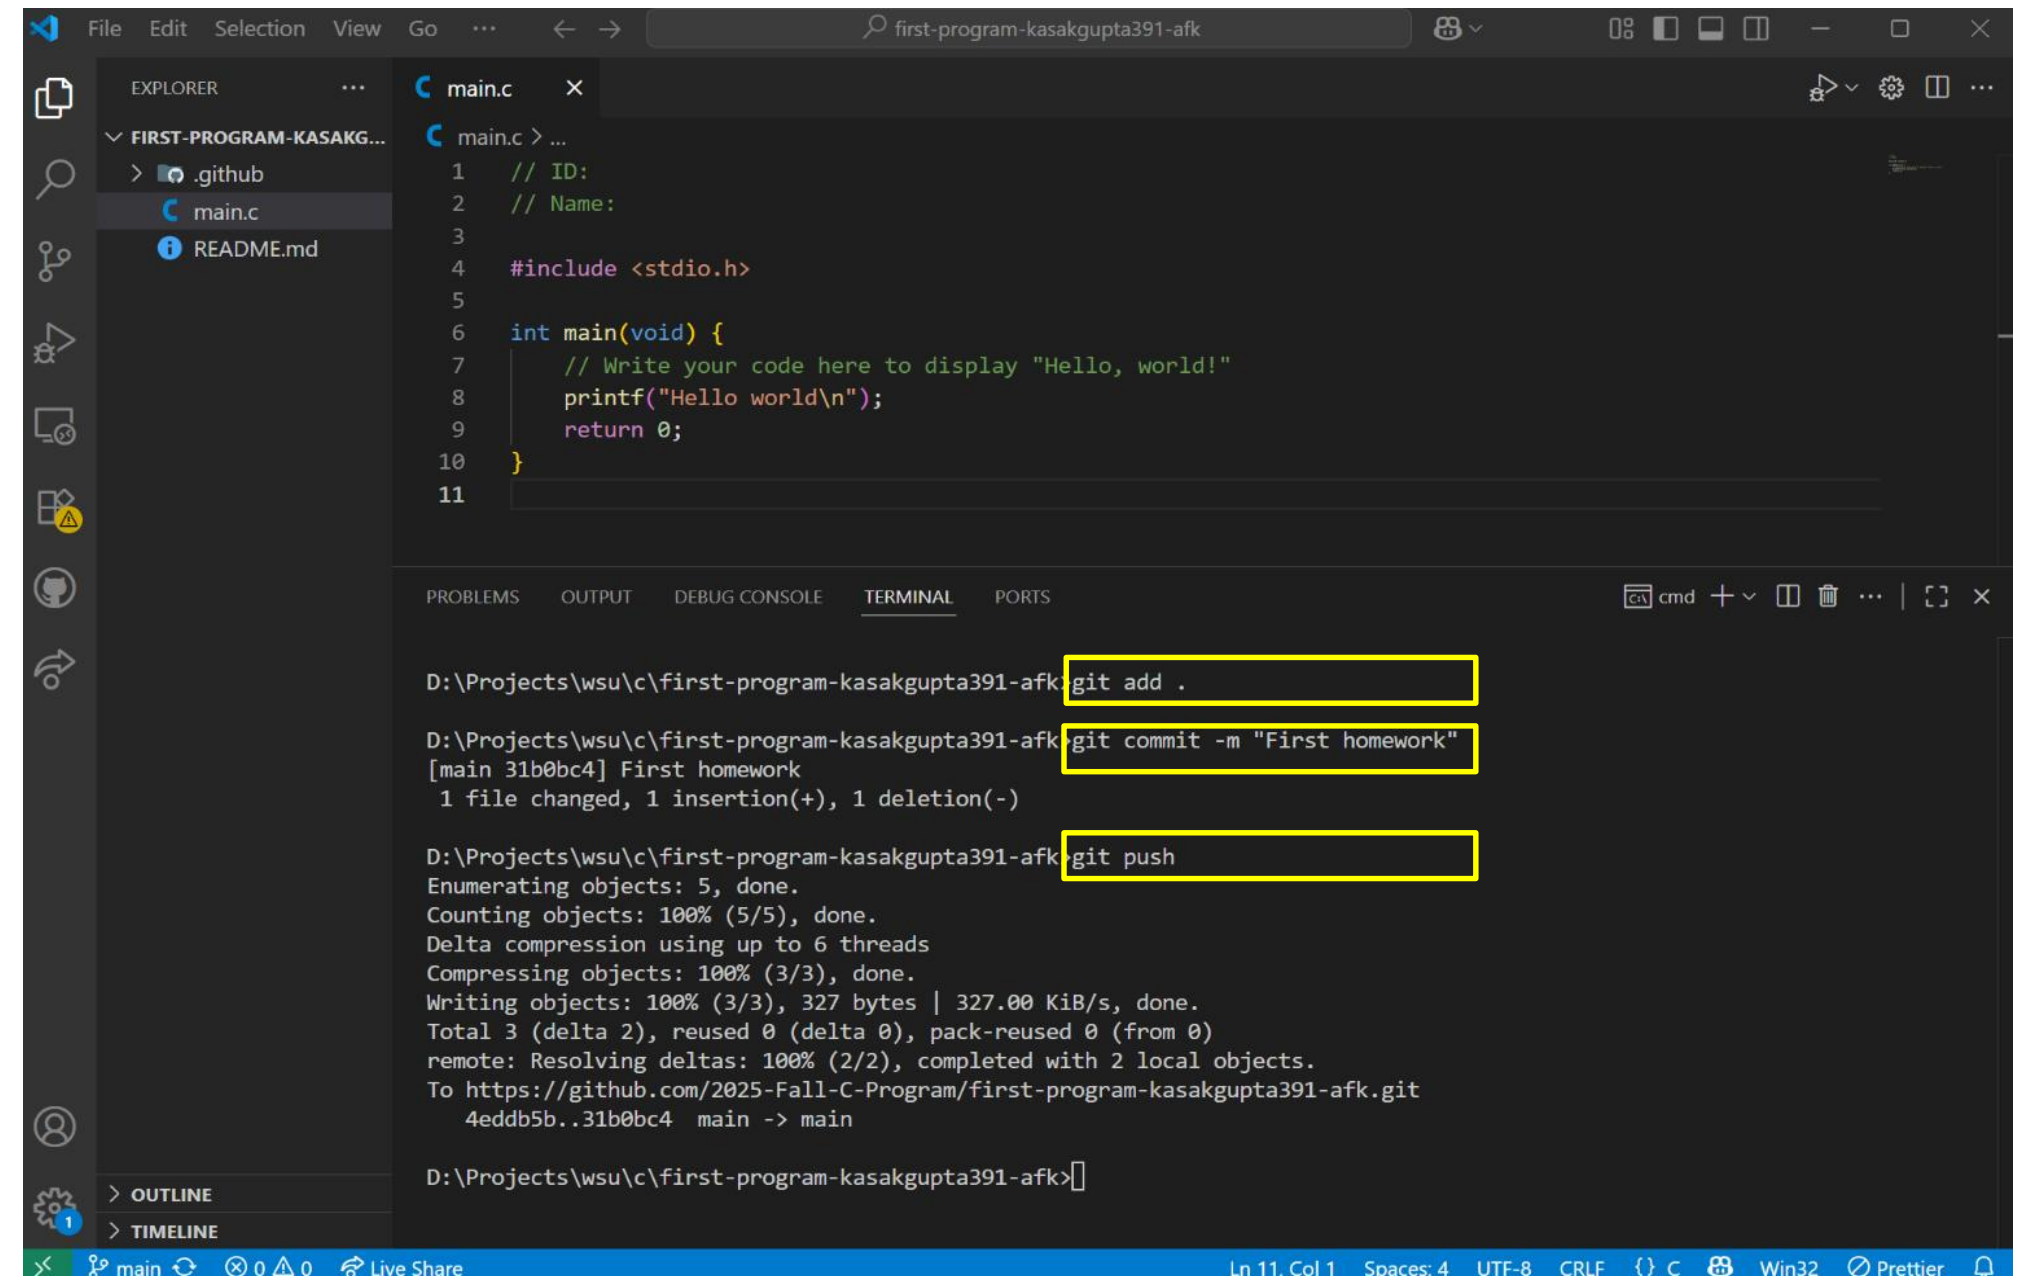 File Edit Selection View Go ··· first-program-kasakgupta391-afk
EXPLORER ···
FIRST-PROGRAM-KASAKG...
.github
main.c
README.md
OUTLINE
TIMELINE
main.c
main.c > ...
1 // ID:
2 // Name:
3
4 #include <stdio.h>
5
6 int main(void) {
7 // Write your code here to display "Hello, world!"
8 printf("Hello world\n");
9 return 0;
10 }
11
PROBLEMS OUTPUT DEBUG CONSOLE TERMINAL PORTS cmd
D:\Projects\wsu\c\first-program-kasakgupta391-afk>git add .
D:\Projects\wsu\c\first-program-kasakgupta391-afk>git commit -m "First homework"
[main 31b0bc4] First homework
1 file changed, 1 insertion(+), 1 deletion(-)
D:\Projects\wsu\c\first-program-kasakgupta391-afk>git push
Enumerating objects: 5, done.
Counting objects: 100% (5/5), done.
Delta compression using up to 6 threads
Compressing objects: 100% (3/3), done.
Writing objects: 100% (3/3), 327 bytes | 327.00 KiB/s, done.
Total 3 (delta 2), reused 0 (delta 0), pack-reused 0 (from 0)
remote: Resolving deltas: 100% (2/2), completed with 2 local objects.
To https://github.com/2025-Fall-C-Program/first-program-kasakgupta391-afk.git
4eddb5b..31b0bc4 main -> main
D:\Projects\wsu\c\first-program-kasakgupta391-afk>
1
main 0 0 Live Share Ln 11, Col 1 Spaces: 4 UTF-8 CRLF {} C Win32 Prettier